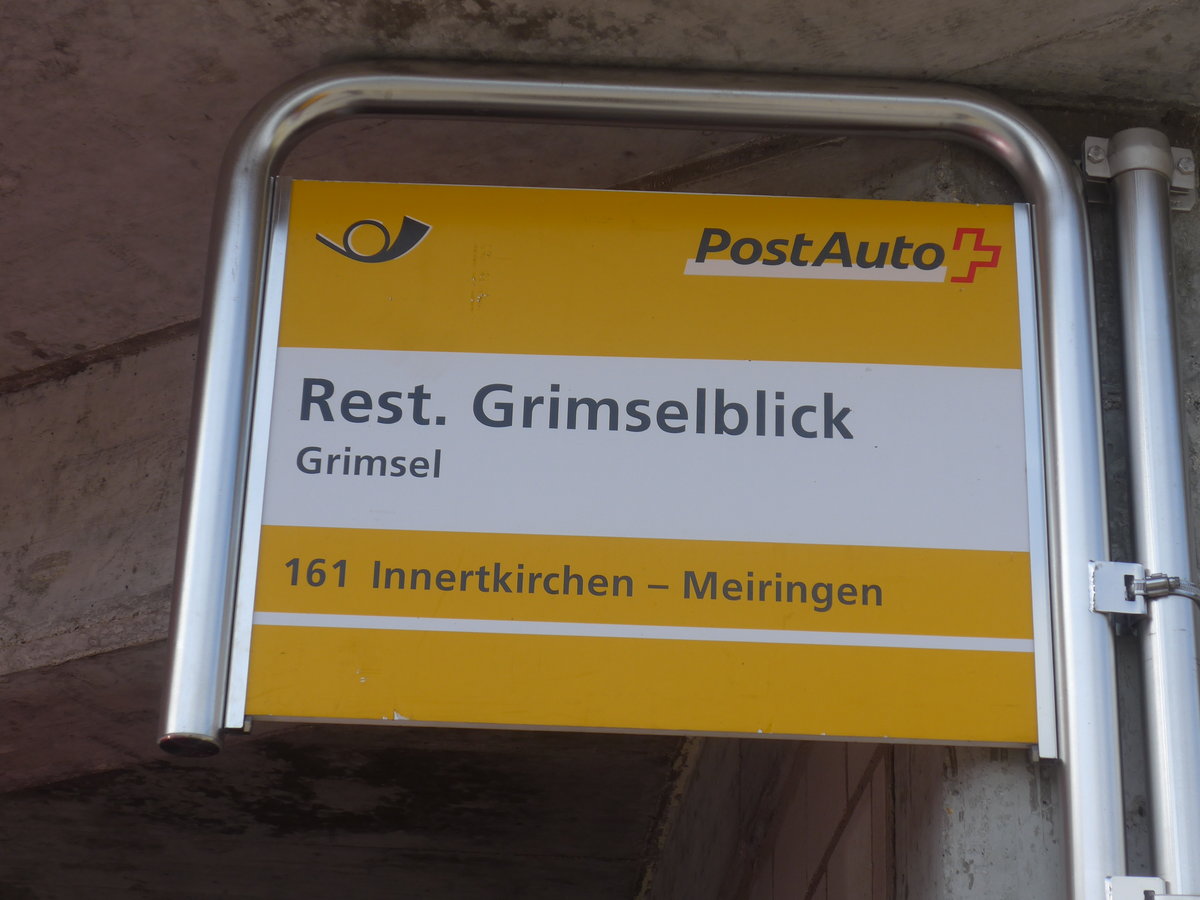 PostAuto
Rest. Grimselblick
Grimsel
161 Innertkirchen – Meiringen